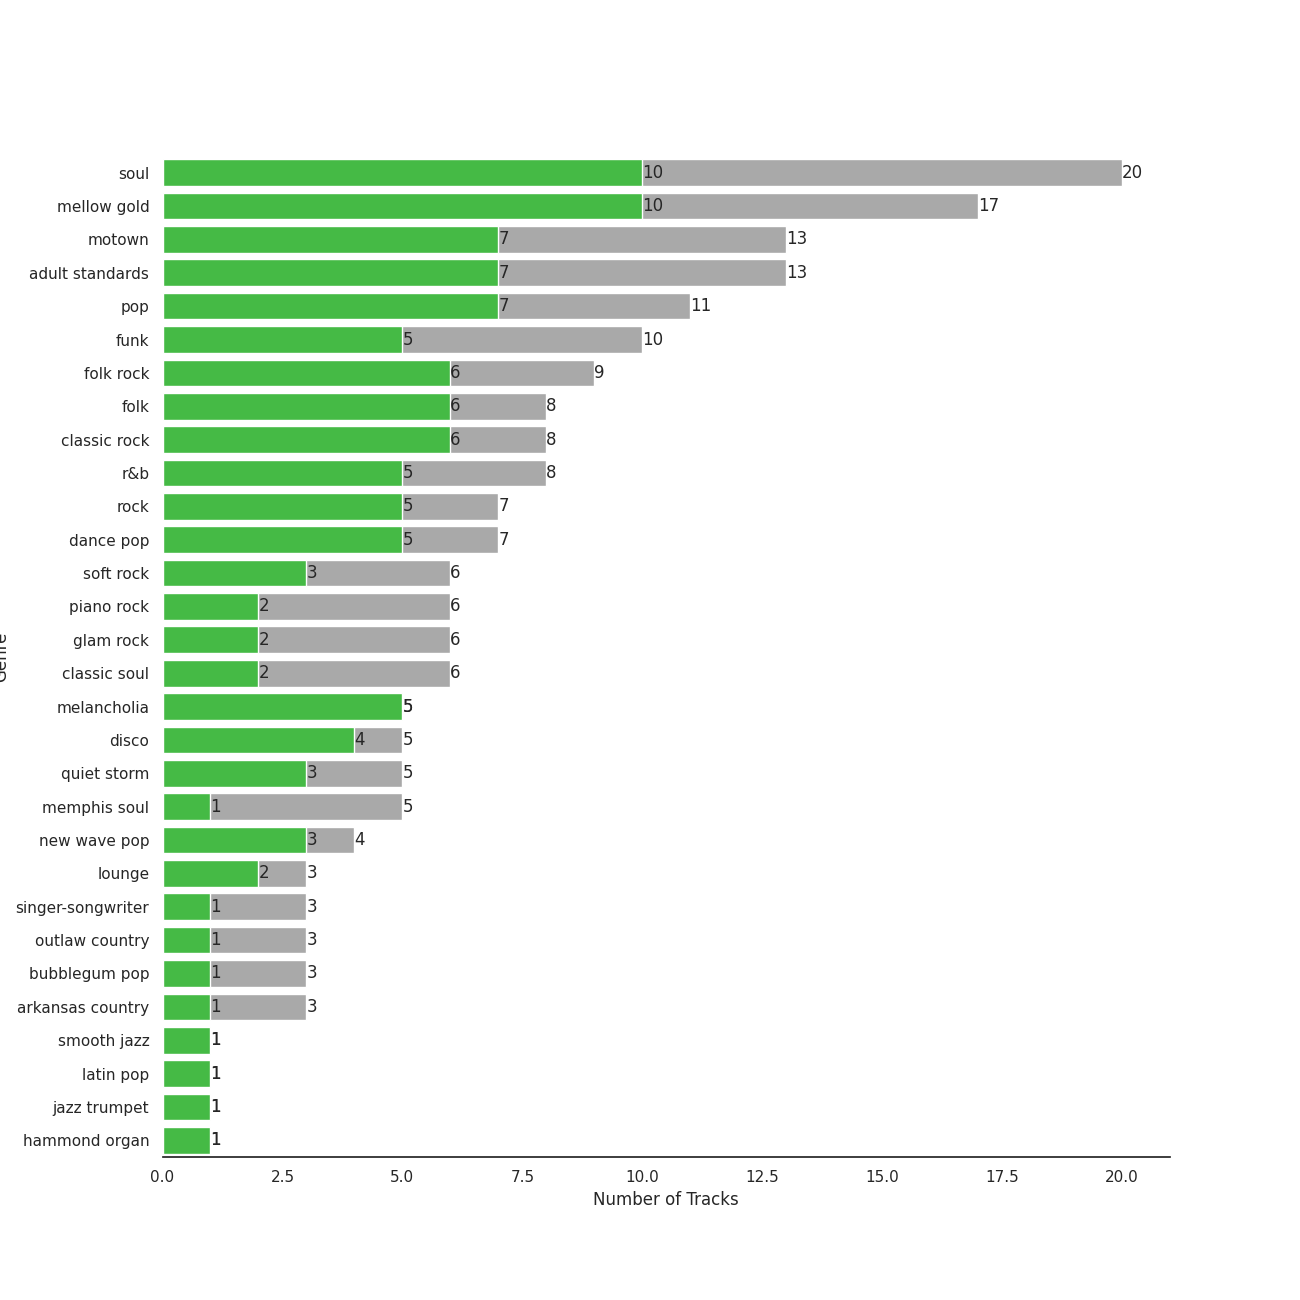 soul 10 20
mellow gold 10 17
motown 7 13
adult standards 7 13
pop 7 11
funk 5 10
folk rock 6 9
folk 6 8
classic rock 6 8
r&b 5 8
rock 5 7
dance pop 5 7
soft rock 3 6
piano rock 2 6
glam rock 2 6
classic soul 2 6
melancholia 5
disco 4 5
quiet storm 3 5
memphis soul 1 5
new wave pop 3 4
lounge 2 3
singer-songwriter 1 3
outlaw country 1 3
bubblegum pop 1 3
arkansas country 1 3
smooth jazz 1
latin pop 1
jazz trumpet 1
hammond organ 1
0.0 2.5 5.0 7.5 10.0 12.5 15.0 17.5 20.0
Number of Tracks
Genre